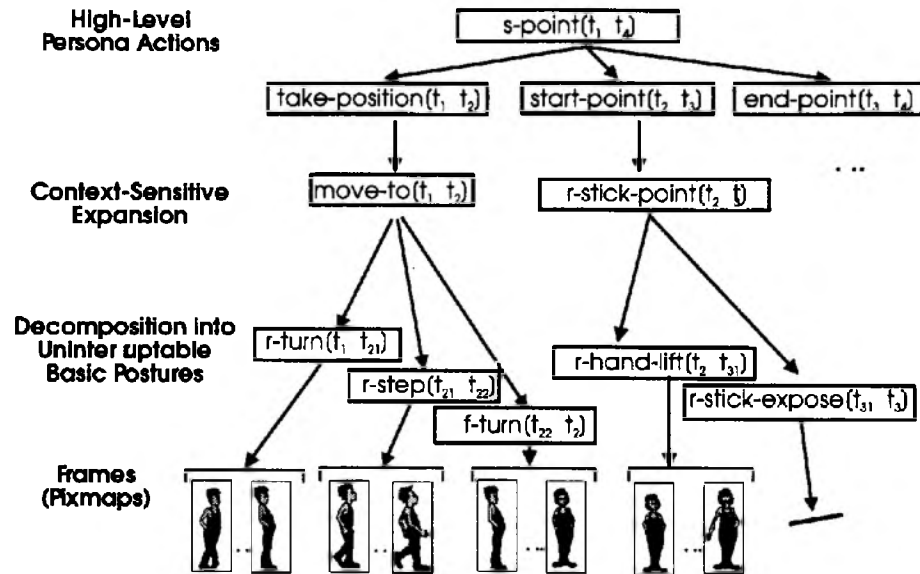 High-Level
Persona Actions
s-point(t₁ t₄)
take-position(t₁ t₂)
start-point(t₂ t₃)
end-point(t₃ t₄)
Context-Sensitive
Expansion
move-to(t₁ t₂)
r-stick-point(t₂ t)
. . .
Decomposition into
Uninter uptable
Basic Postures
r-turn(t₁ t₂₁)
r-step(t₂₁ t₂₂)
f-turn(t₂₂ t₂)
r-hand-lift(t₂ t₃₁)
r-stick-expose(t₃₁ t₃)
Frames
(Pixmaps)